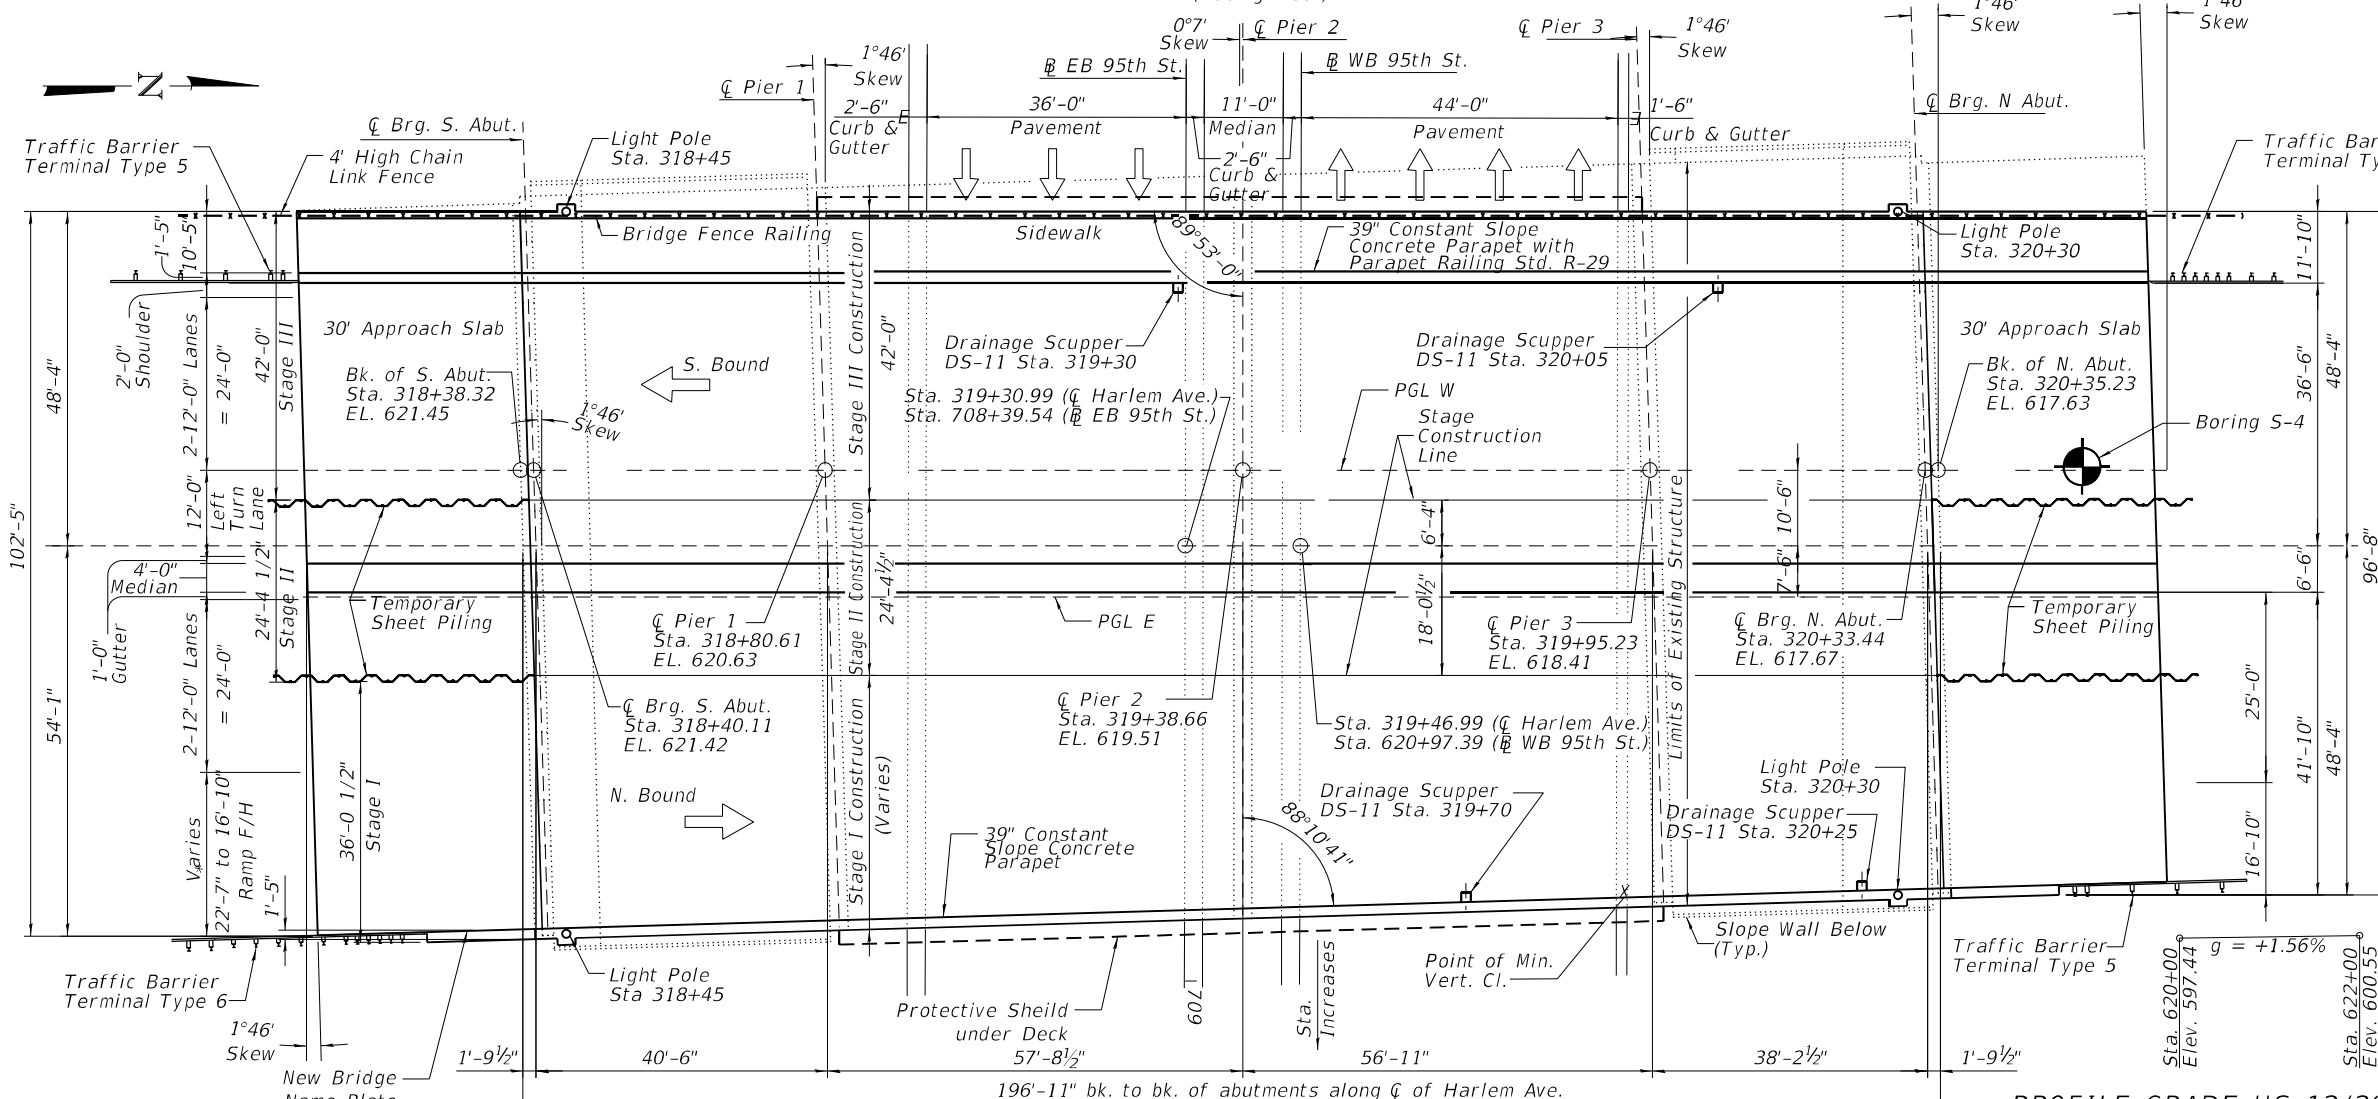 0°7'
Skew
℄ Pier 2
℄ Pier 3
1°46'
Skew
1°46'
Skew
1°46'
Skew
1°46'
Skew
N
℄ Pier 1
B͟L EB 95th St.
B͟L WB 95th St.
2'-6"
Curb &
Gutter
E
36'-0"
Pavement
11'-0"
Median
2'-6"
Curb &
Gutter
44'-0"
Pavement
1'-6"
Curb & Gutter
℄ Brg. N Abut.
℄ Brg. S. Abut.
Traffic Barrier
Terminal Type 5
4' High Chain
Link Fence
Light Pole
Sta. 318+45
Bridge Fence Railing
Sidewalk
89°53'-0"
39" Constant Slope
Concrete Parapet with
Parapet Railing Std. R-29
Light Pole
Sta. 320+30
1'-5"
10'-5"
2'-0"
Shoulder
2-12'-0" Lanes
= 24'-0"
42'-0"
Stage III
48'-4"
102'-5"
54'-1"
30' Approach Slab
Bk. of S. Abut.
Sta. 318+38.32
EL. 621.45
1°46'
Skew
S. Bound
Stage III Construction
42'-0"
Drainage Scupper
DS-11 Sta. 319+30
Sta. 319+30.99 (℄ Harlem Ave.)
Sta. 708+39.54 (B͟L EB 95th St.)
Drainage Scupper
DS-11 Sta. 320+05
PGL W
Stage
Construction
Line
30' Approach Slab
Bk. of N. Abut.
Sta. 320+35.23
EL. 617.63
Boring S-4
11'-10"
36'-6"
48'-4"
96'-8"
12'-0"
Left
Turn
Lane
24'-4 1/2"
Stage II
4'-0"
Median
1'-0"
Gutter
2-12'-0" Lanes
= 24'-0"
Temporary
Sheet Piling
℄ Pier 1
Sta. 318+80.61
EL. 620.63
Stage II Construction
24'-4½"
PGL E
6'-4"
18'-0½"
℄ Pier 3
Sta. 319+95.23
EL. 618.41
Limits of Existing Structure
10'-6"
7'-6"
℄ Brg. N. Abut.
Sta. 320+33.44
EL. 617.67
Temporary
Sheet Piling
6'-6"
25'-0"
41'-10"
48'-4"
16'-10"
℄ Brg. S. Abut.
Sta. 318+40.11
EL. 621.42
℄ Pier 2
Sta. 319+38.66
EL. 619.51
Sta. 319+46.99 (℄ Harlem Ave.)
Sta. 620+97.39 (B͟L WB 95th St.)
36'-0 1/2"
Stage I
Varies
22'-7" to 16'-10"
Ramp F/H
1'-5"
N. Bound
Stage I Construction
(Varies)
39" Constant
Slope Concrete
Parapet
88°10'41"
Drainage Scupper
DS-11 Sta. 319+70
Light Pole
Sta. 320+30
Drainage Scupper
DS-11 Sta. 320+25
X
Slope Wall Below
(Typ.)
Point of Min.
Vert. Cl.
Traffic Barrier
Terminal Type 5
g = +1.56%
Sta. 620+00
Elev. 597.44
Sta. 622+00
Elev. 600.55
Traffic Barrier
Terminal Type 6
Light Pole
Sta 318+45
Protective Sheild
under Deck
709
Sta.
Increases
1°46'
Skew
New Bridge
Name Plate
1'-9½"
40'-6"
57'-8½"
56'-11"
38'-2½"
1'-9½"
196'-11" bk. to bk. of abutments along ℄ of Harlem Ave.